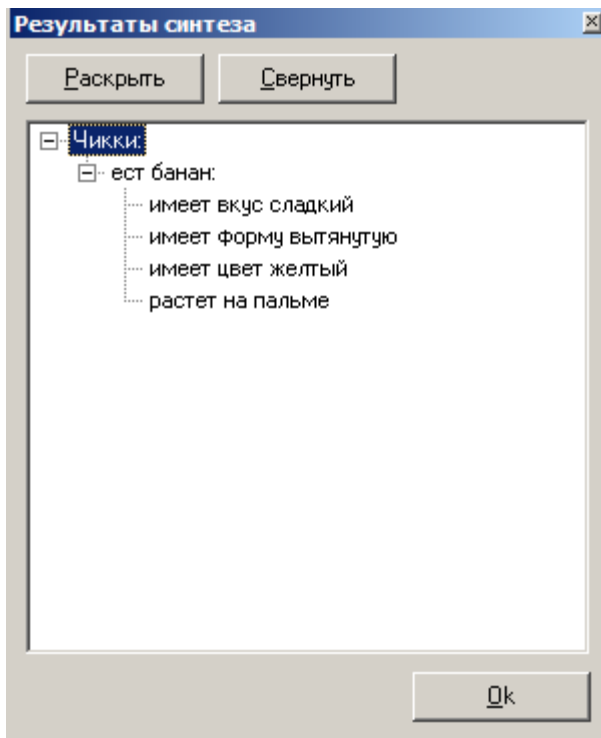 Результаты синтеза
Раскрыть Свернуть
Чикки:
ест банан:
имеет вкус сладкий
имеет форму вытянутую
имеет цвет желтый
растет на пальме
Ok